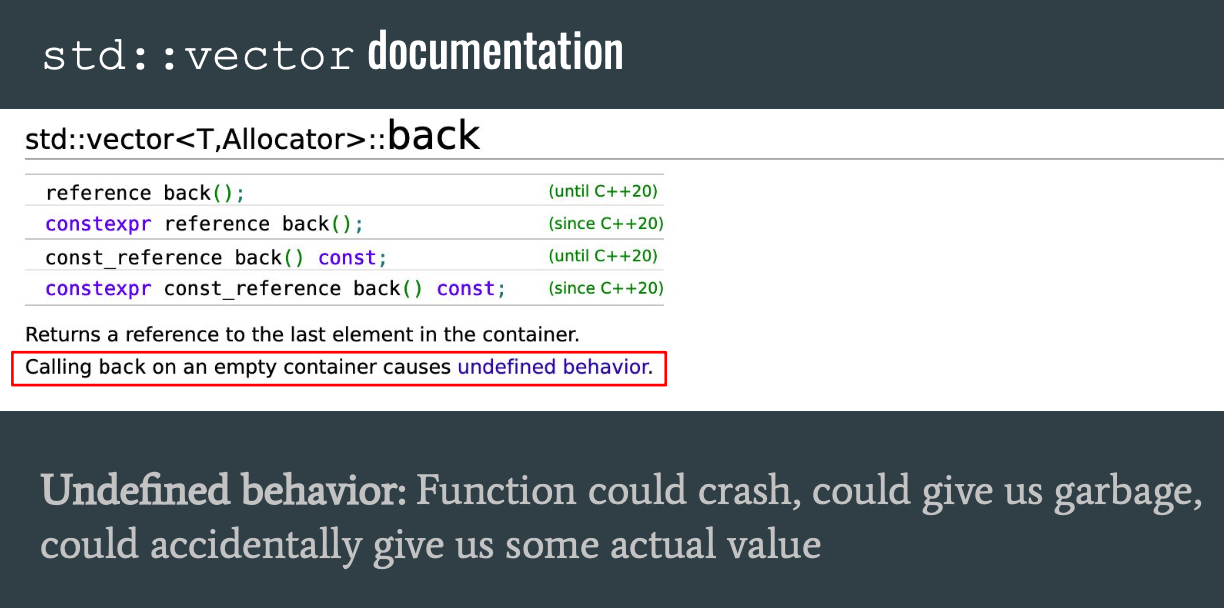 std::vector documentation
std::vector<T,Allocator>::back
reference back(); (until C++20)
constexpr reference back(); (since C++20)
const_reference back() const; (until C++20)
constexpr const_reference back() const; (since C++20)
Returns a reference to the last element in the container.
Calling back on an empty container causes undefined behavior.
Undefined behavior: Function could crash, could give us garbage,
could accidentally give us some actual value